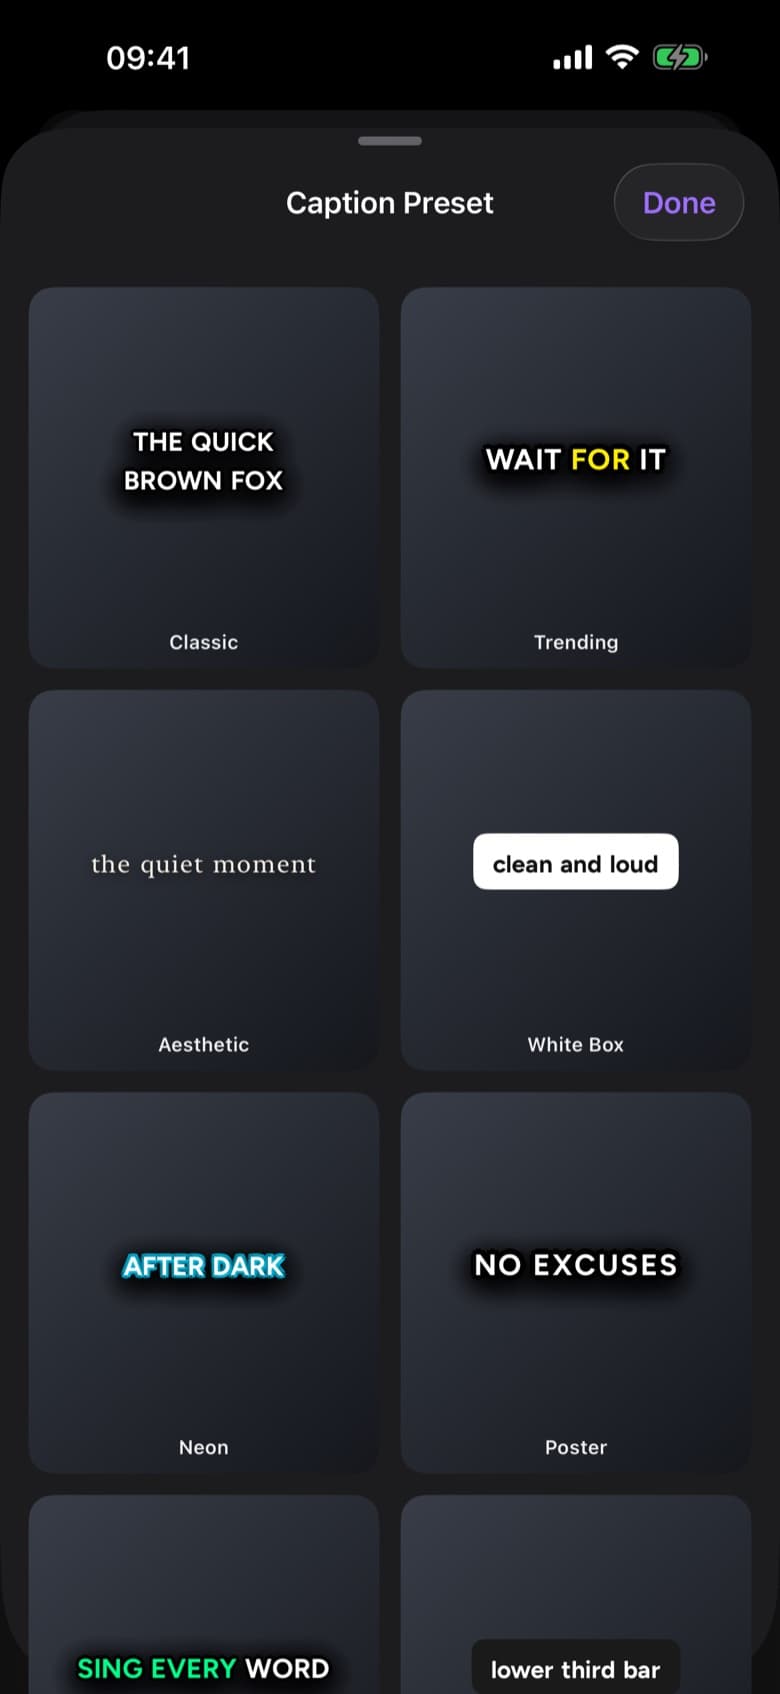 09:41
Caption Preset
Done
THE QUICK
BROWN FOX
WAIT FOR IT
Classic
Trending
the quiet moment
clean and loud
Aesthetic
White Box
AFTER DARK
NO EXCUSES
Neon
Poster
SING EVERY WORD
lower third bar